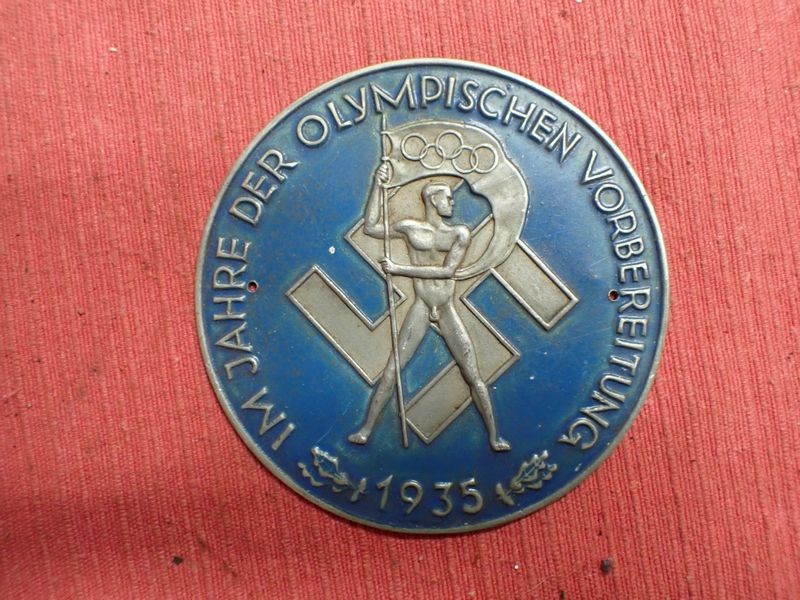 IM JAHRE DER OLYMPISCHEN VORBEREITUNG
1935